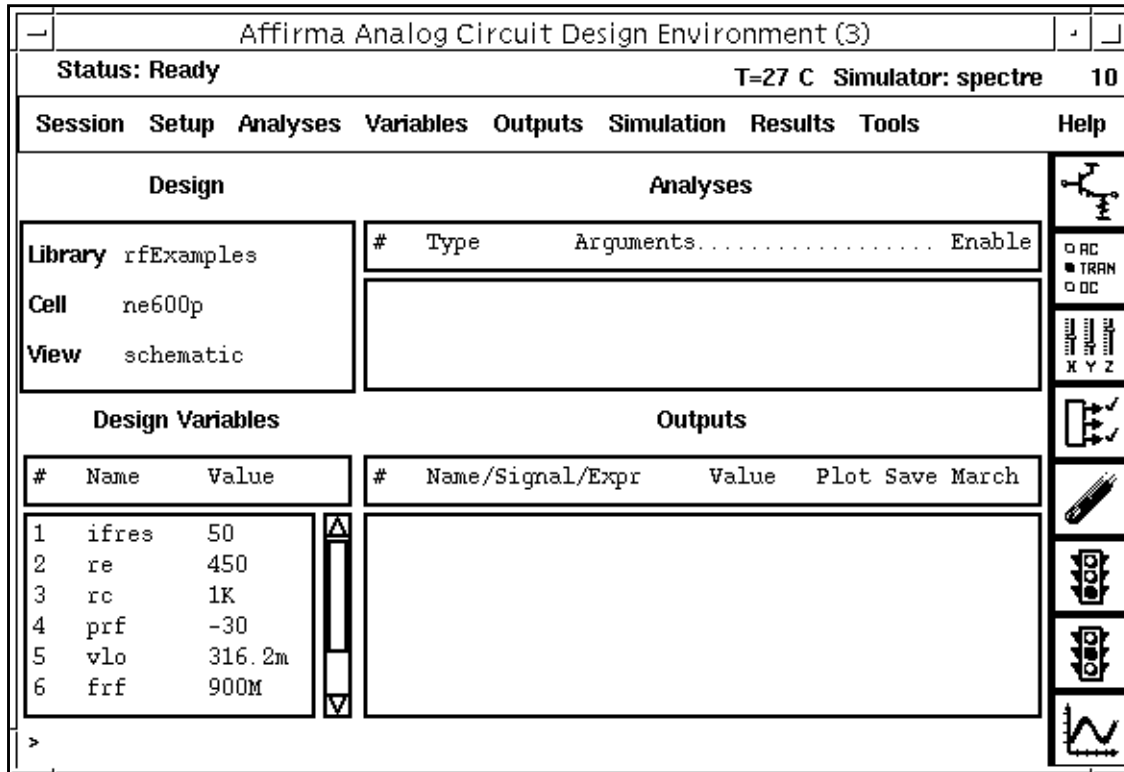 Affirma Analog Circuit Design Environment (3)
Status: Ready
T=27 C Simulator: spectre 10
Session Setup Analyses Variables Outputs Simulation Results Tools Help
Design
Analyses
Library rfExamples
Cell ne600p
View schematic
# Type Arguments................... Enable
AC
TRAN
DC
X Y Z
Design Variables
Outputs
# Name Value
# Name/Signal/Expr Value Plot Save March
1 ifres 50
2 re 450
3 rc 1K
4 prf -30
5 vlo 316.2m
6 frf 900M
>